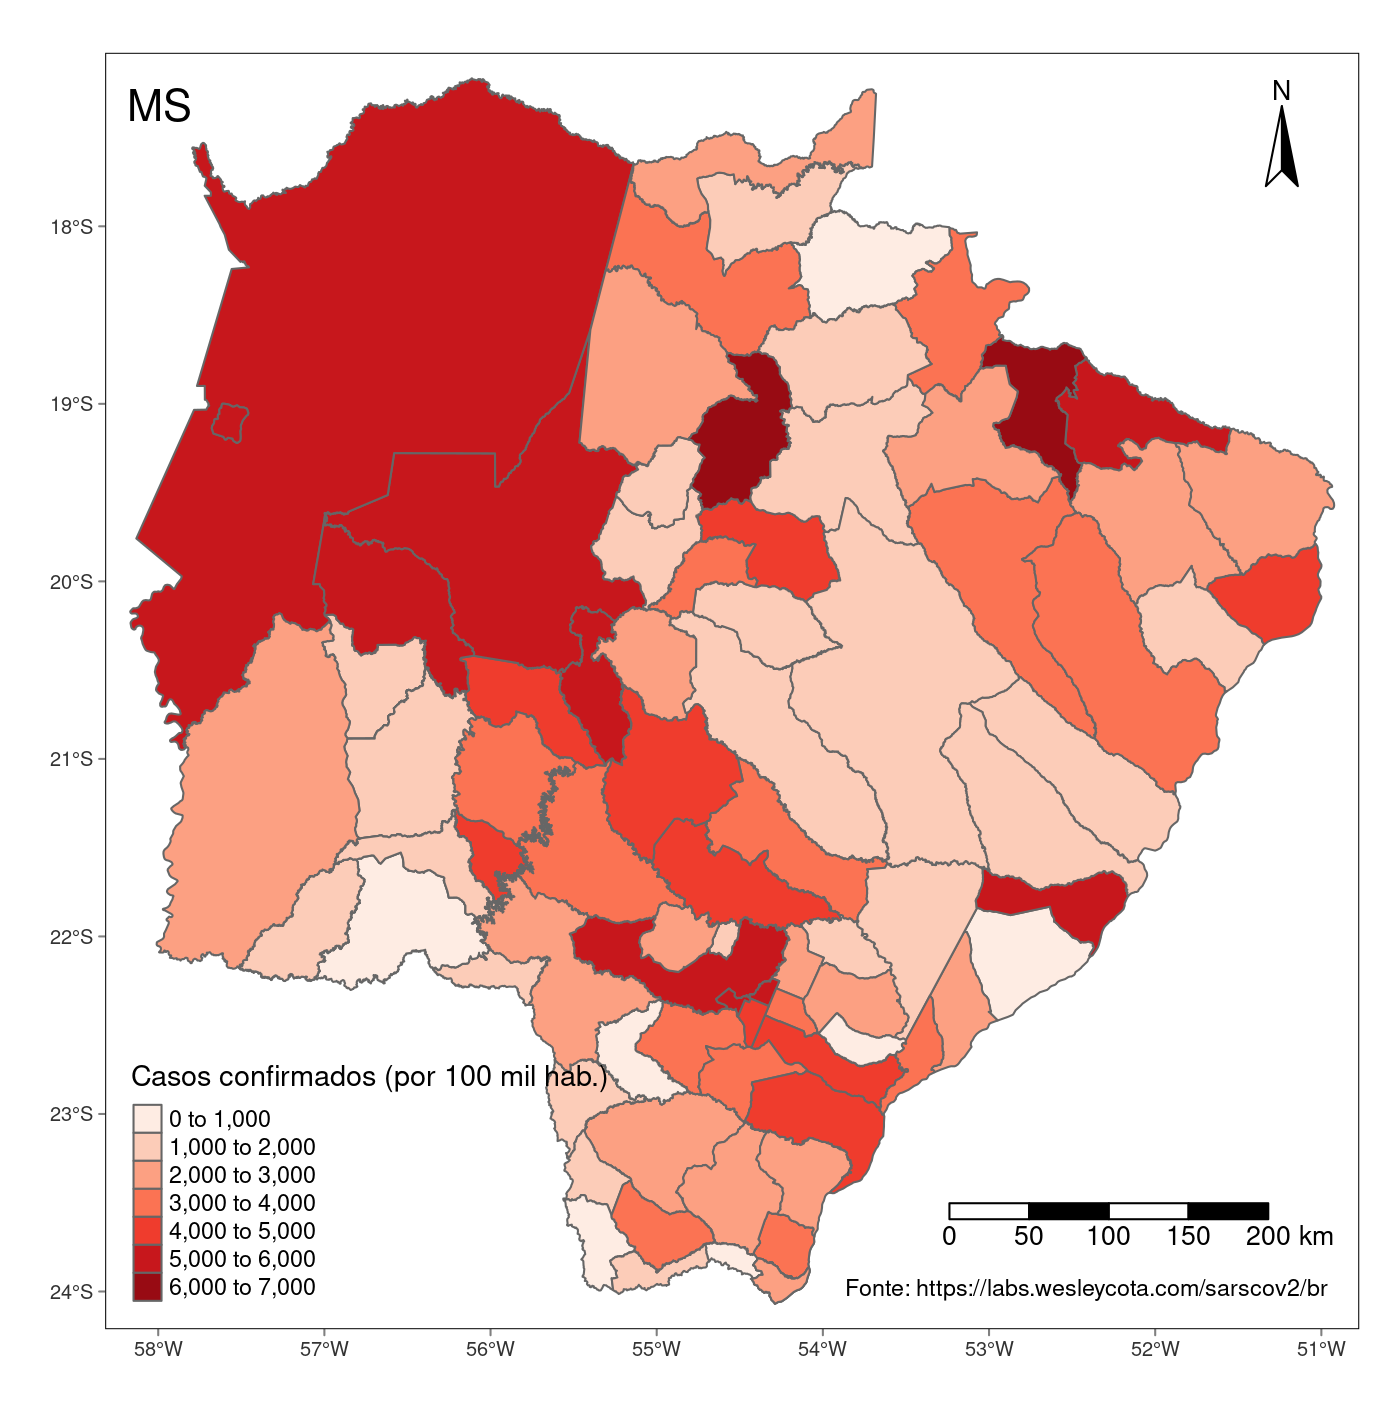 MS
N
18°S
19°S
20°S
21°S
22°S
23°S
24°S
Casos confirmados (por 100 mil hab.)
0 to 1,000
1,000 to 2,000
2,000 to 3,000
3,000 to 4,000
4,000 to 5,000
5,000 to 6,000
6,000 to 7,000
0 50 100 150 200 km
Fonte: https://labs.wesleycota.com/sarscov2/br
58°W 57°W 56°W 55°W 54°W 53°W 52°W 51°W